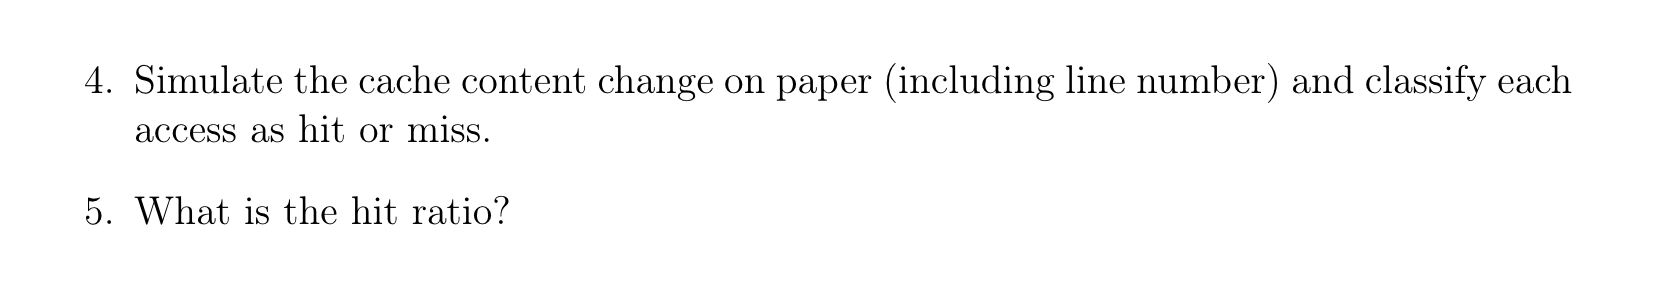 4. Simulate the cache content change on paper (including line number) and classify each
access as hit or miss.
5. What is the hit ratio?